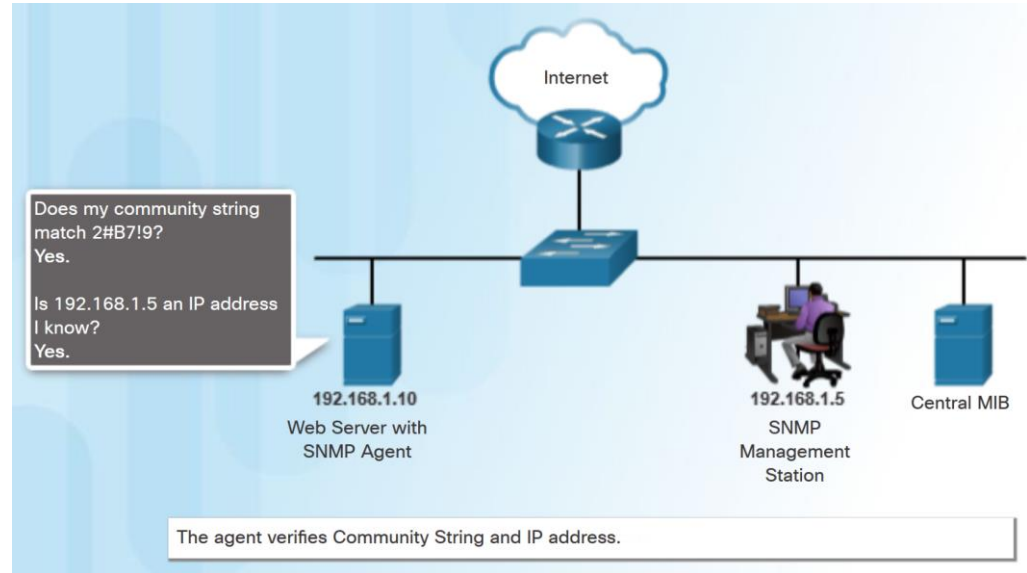 Internet
Does my community string
match 2#B7!9?
Yes.
Is 192.168.1.5 an IP address
I know?
Yes.
192.168.1.10
Web Server with
SNMP Agent
192.168.1.5
SNMP
Management
Station
Central MIB
The agent verifies Community String and IP address.